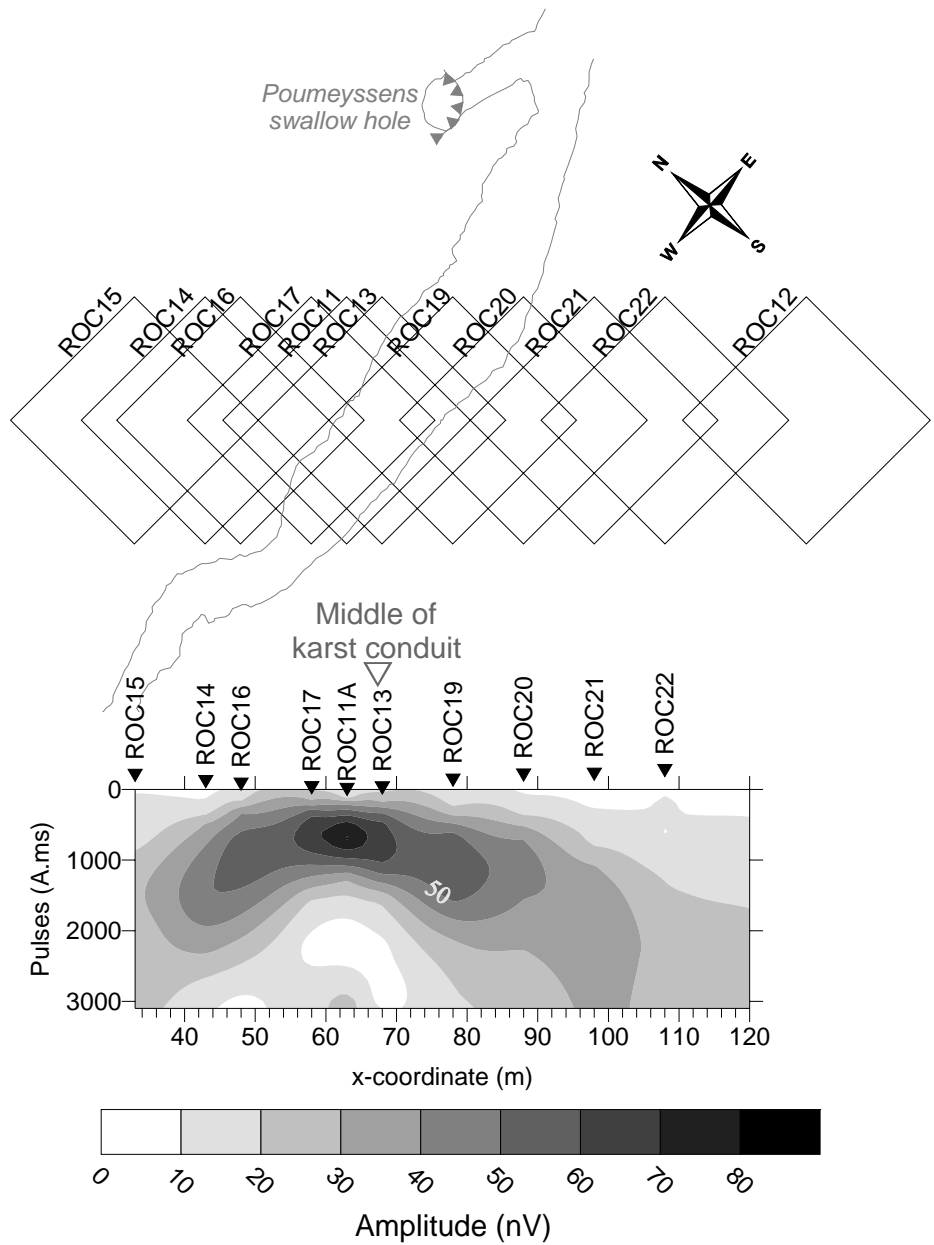 Poumeyssens
swallow hole
N
E
W
S
ROC15
ROC14
ROC16
ROC17
ROC11
ROC13
ROC19
ROC20
ROC21
ROC22
ROC12
Middle of
karst conduit
ROC15
ROC14
ROC16
ROC17
ROC11A
ROC13
ROC19
ROC20
ROC21
ROC22
Pulses (A.ms)
0
1000
2000
3000
50
40 50 60 70 80 90 100 110 120
x-coordinate (m)
0 10 20 30 40 50 60 70 80
Amplitude (nV)